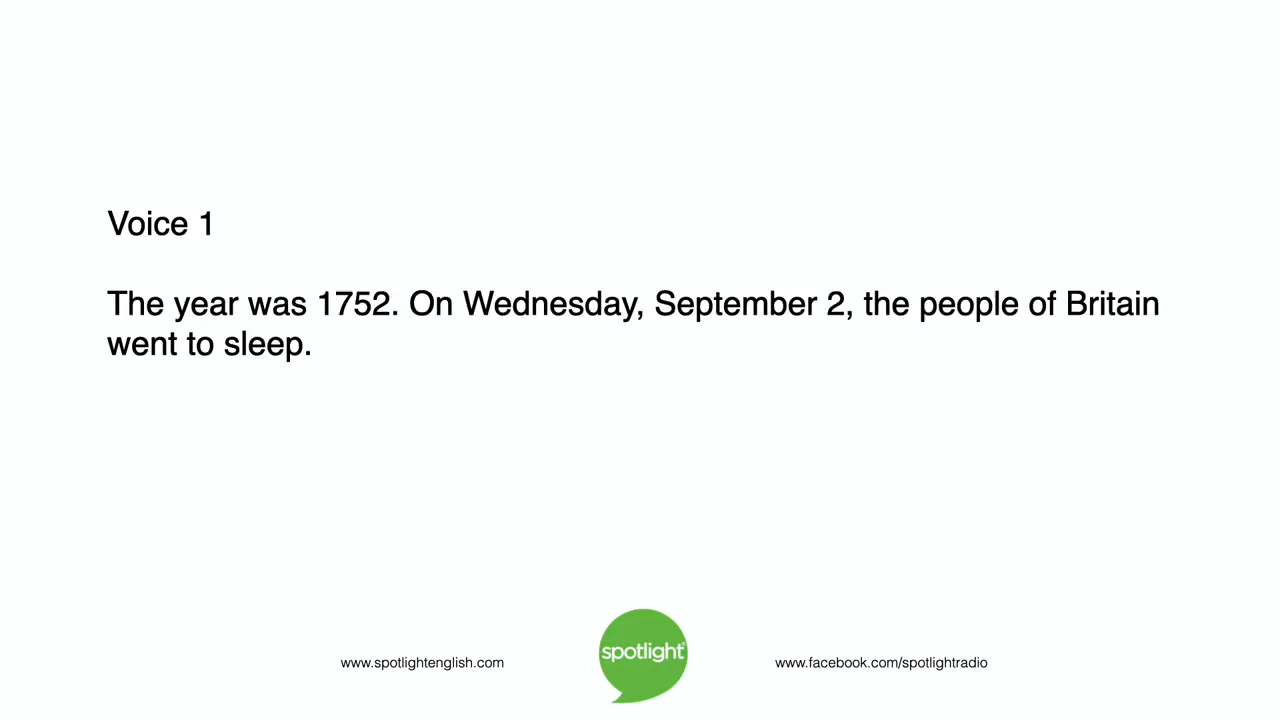 Voice 1
The year was 1752. On Wednesday, September 2, the people of Britain
went to sleep.
www.spotlightenglish.com
spotlight
www.facebook.com/spotlightradio